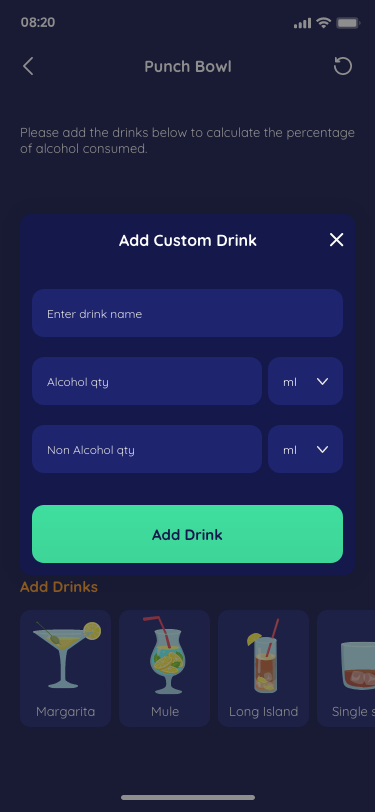 08:20
Punch Bowl
Please add the drinks below to calculate the percentage
of alcohol consumed.
Add Custom Drink
Enter drink name
Alcohol qty
ml
Non Alcohol qty
ml
Add Drink
Add Drinks
Margarita
Mule
Long Island
Single s